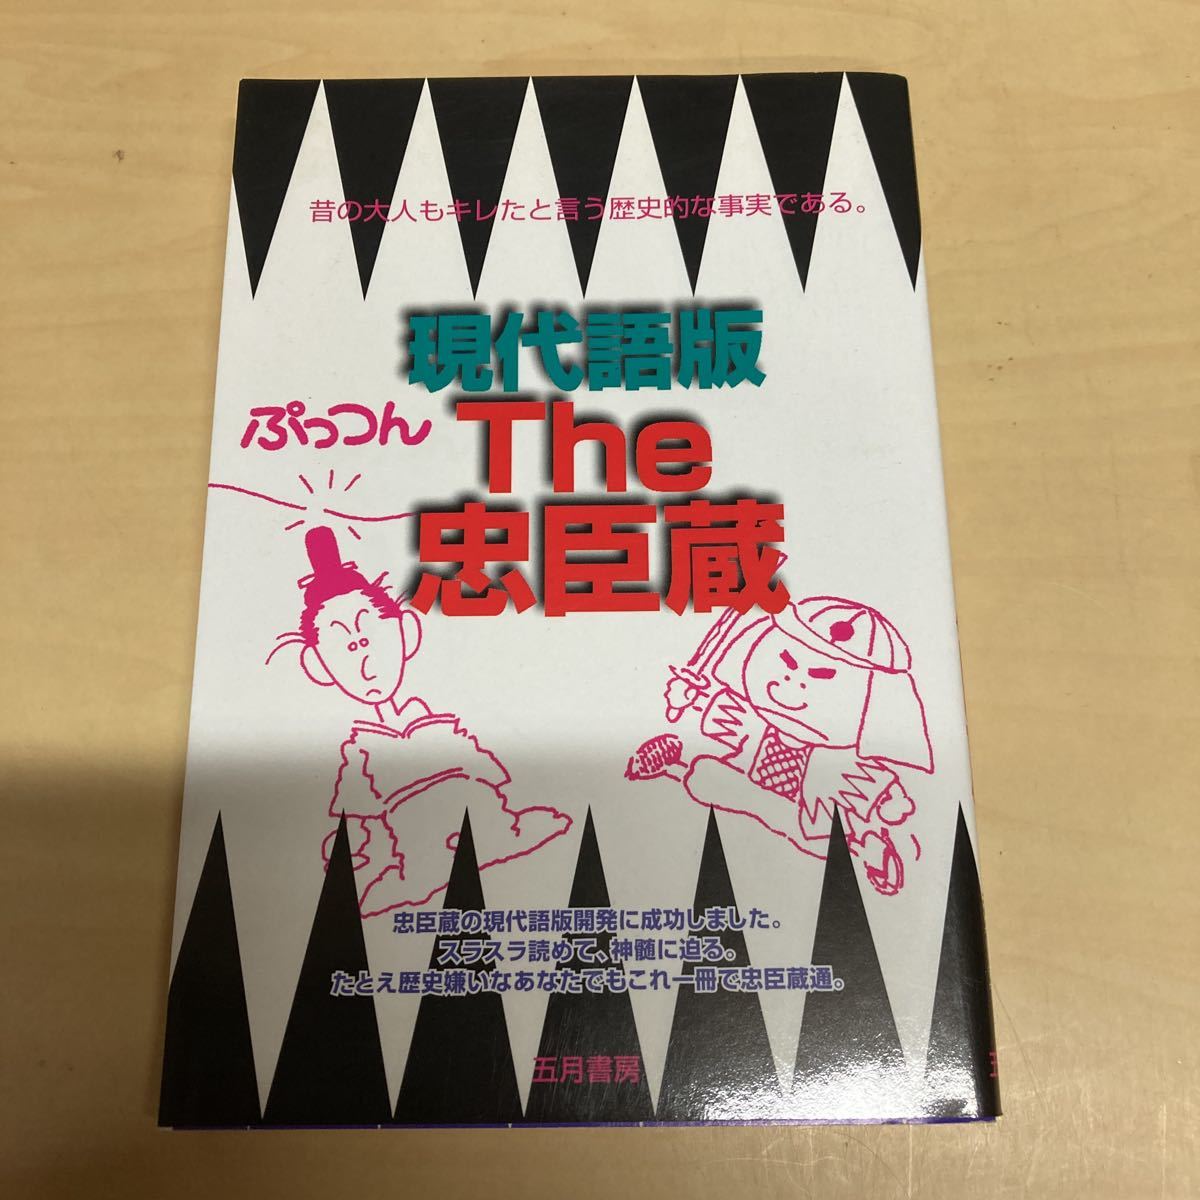 昔の大人もキレたと言う歴史的な事実である。
現代語版
ぷっつん
The
忠臣蔵
忠臣蔵の現代語版開発に成功しました。
スラスラ読めて、神髄に迫る。
たとえ歴史嫌いなあなたでもこれ一冊で忠臣蔵通。
五月書房